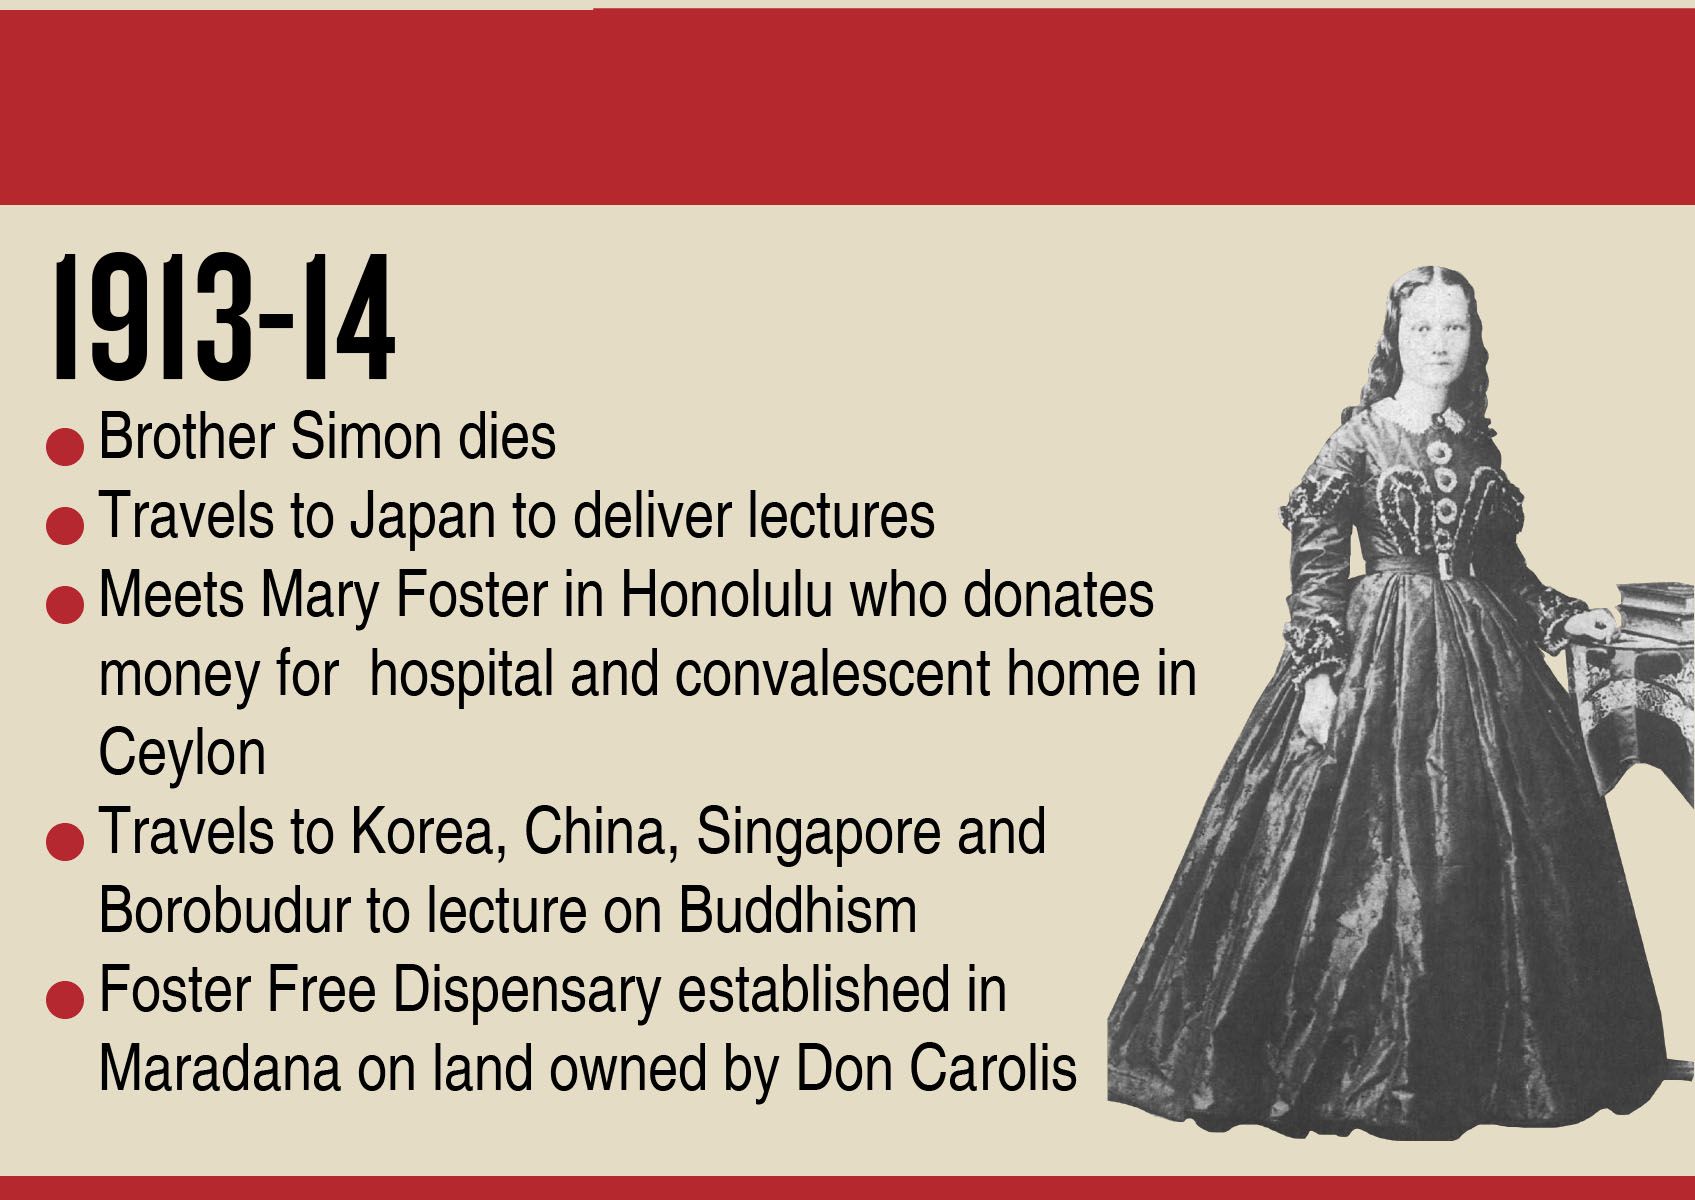 1913-14
Brother Simon dies
Travels to Japan to deliver lectures
Meets Mary Foster in Honolulu who donates
money for  hospital and convalescent home in
Ceylon
Travels to Korea, China, Singapore and
Borobudur to lecture on Buddhism
Foster Free Dispensary established in
Maradana on land owned by Don Carolis